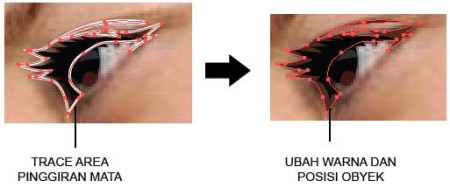 TRACE AREA
PINGGIRAN MATA
UBAH WARNA DAN
POSISI OBYEK